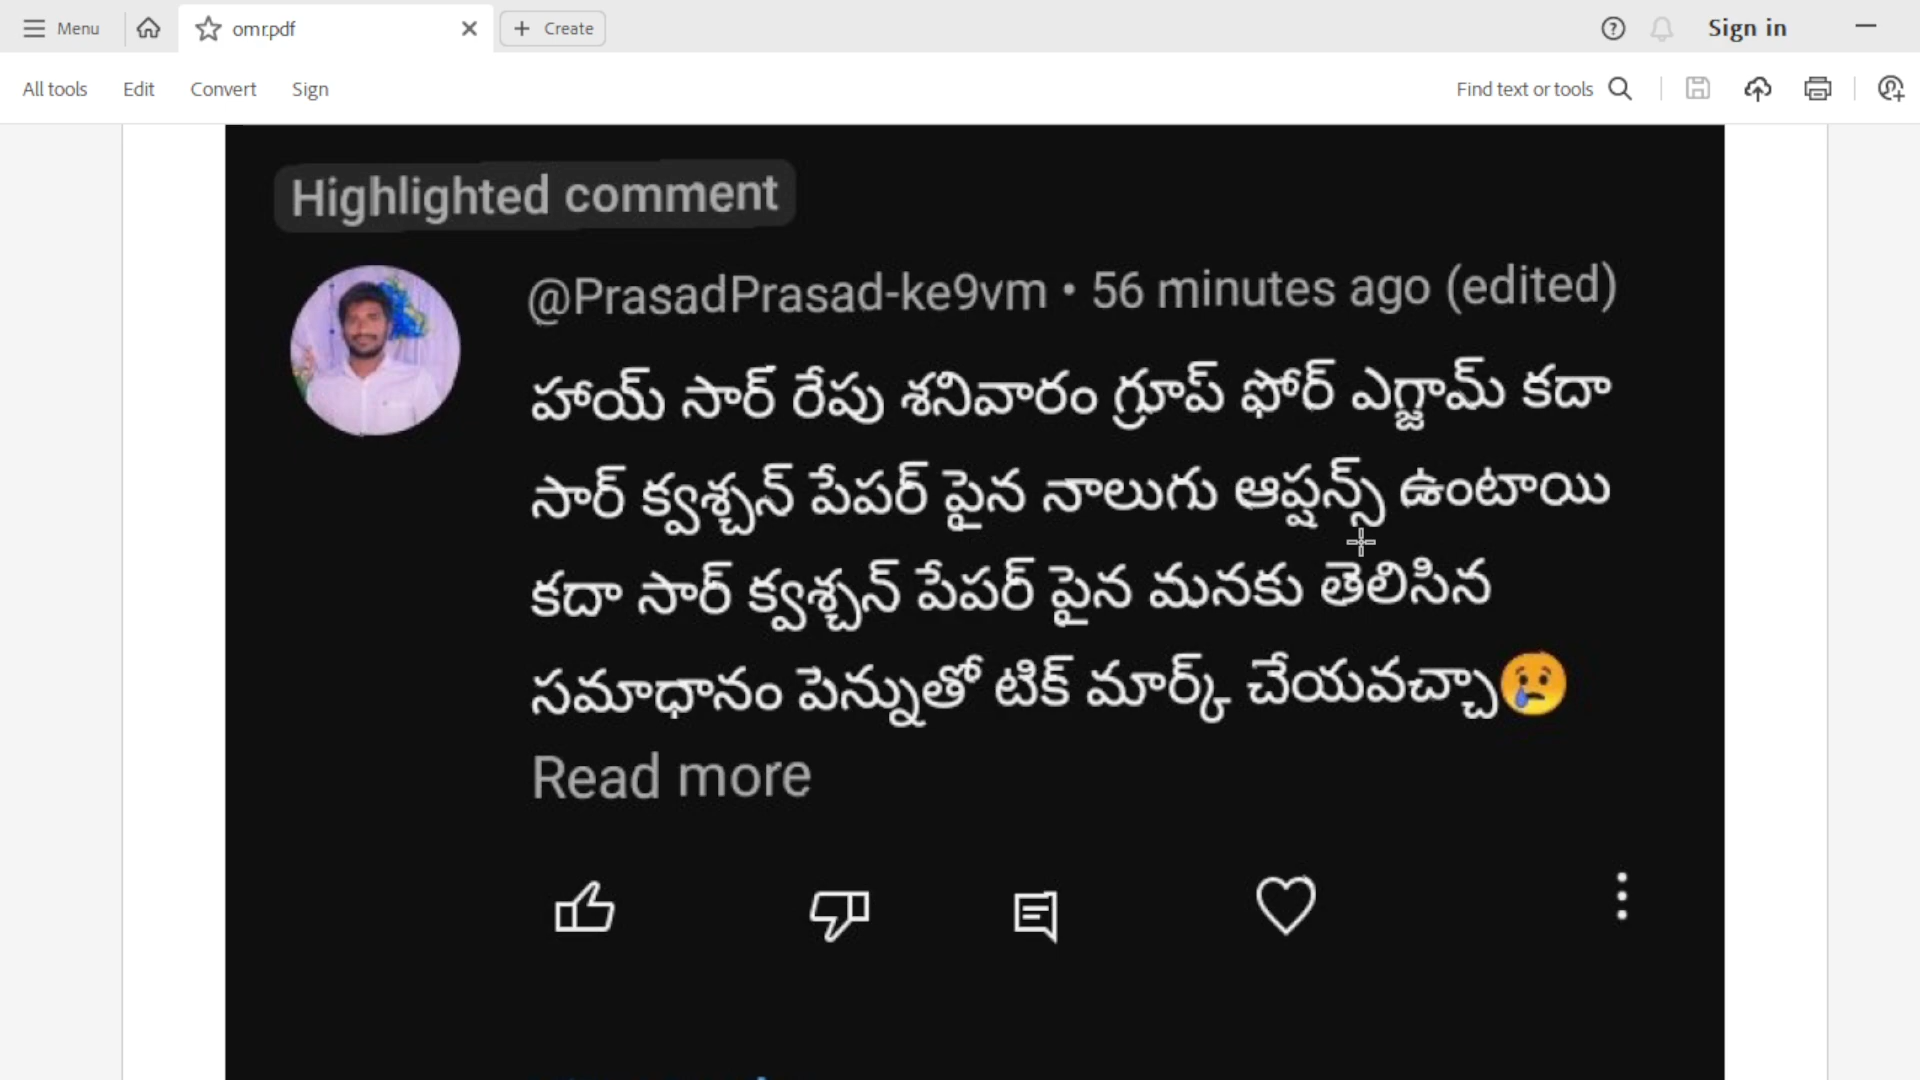 Menu
omr.pdf
Create
Sign in
All tools
Edit
Convert
Sign
Find text or tools
Highlighted comment
@PrasadPrasad-ke9vm • 56 minutes ago (edited)
హాయ్ సార్ రేపు శనివారం గ్రూప్ ఫోర్ ఎగ్జామ్ కదా
సార్ క్వశ్చన్ పేపర్ పైన నాలుగు ఆప్షన్స్ ఉంటాయి
కదా సార్ క్వశ్చన్ పేపర్ పైన మనకు తెలిసిన
సమాధానం పెన్నుతో టిక్ మార్క్ చేయవచ్చా😢
Read more